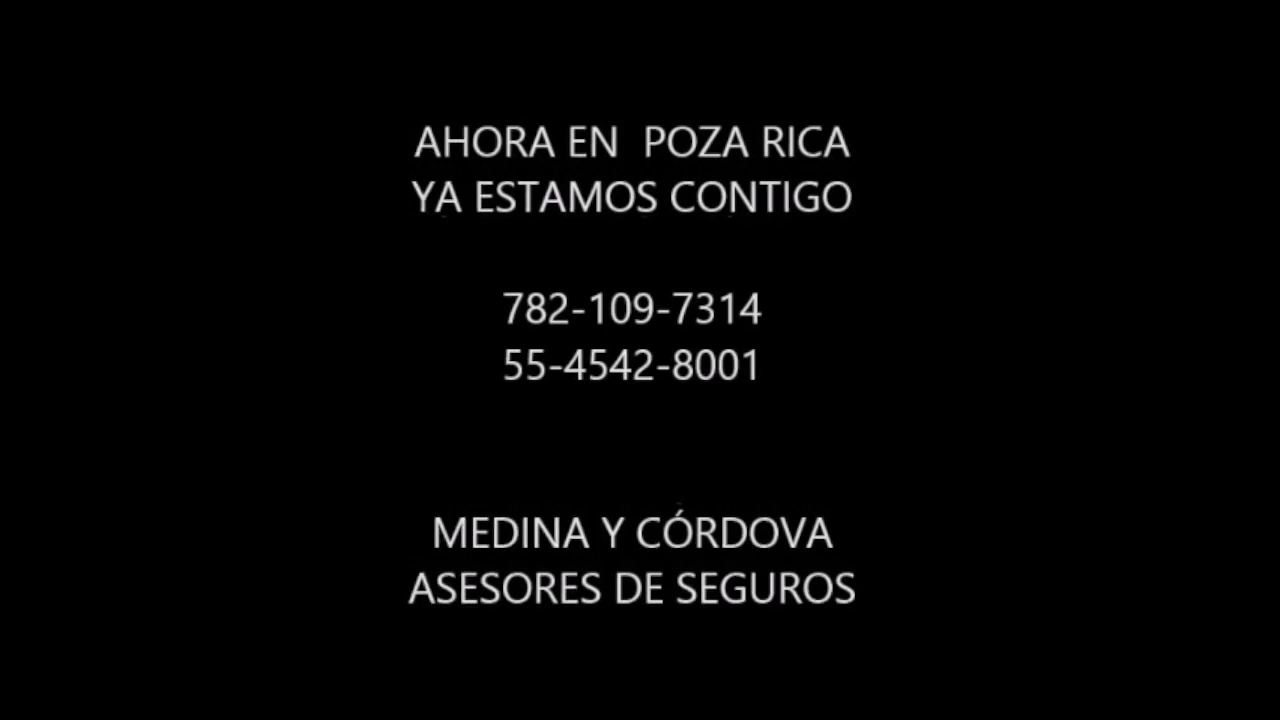 AHORA EN  POZA RICA
YA ESTAMOS CONTIGO
782-109-7314
55-4542-8001
MEDINA Y CÓRDOVA
ASESORES DE SEGUROS